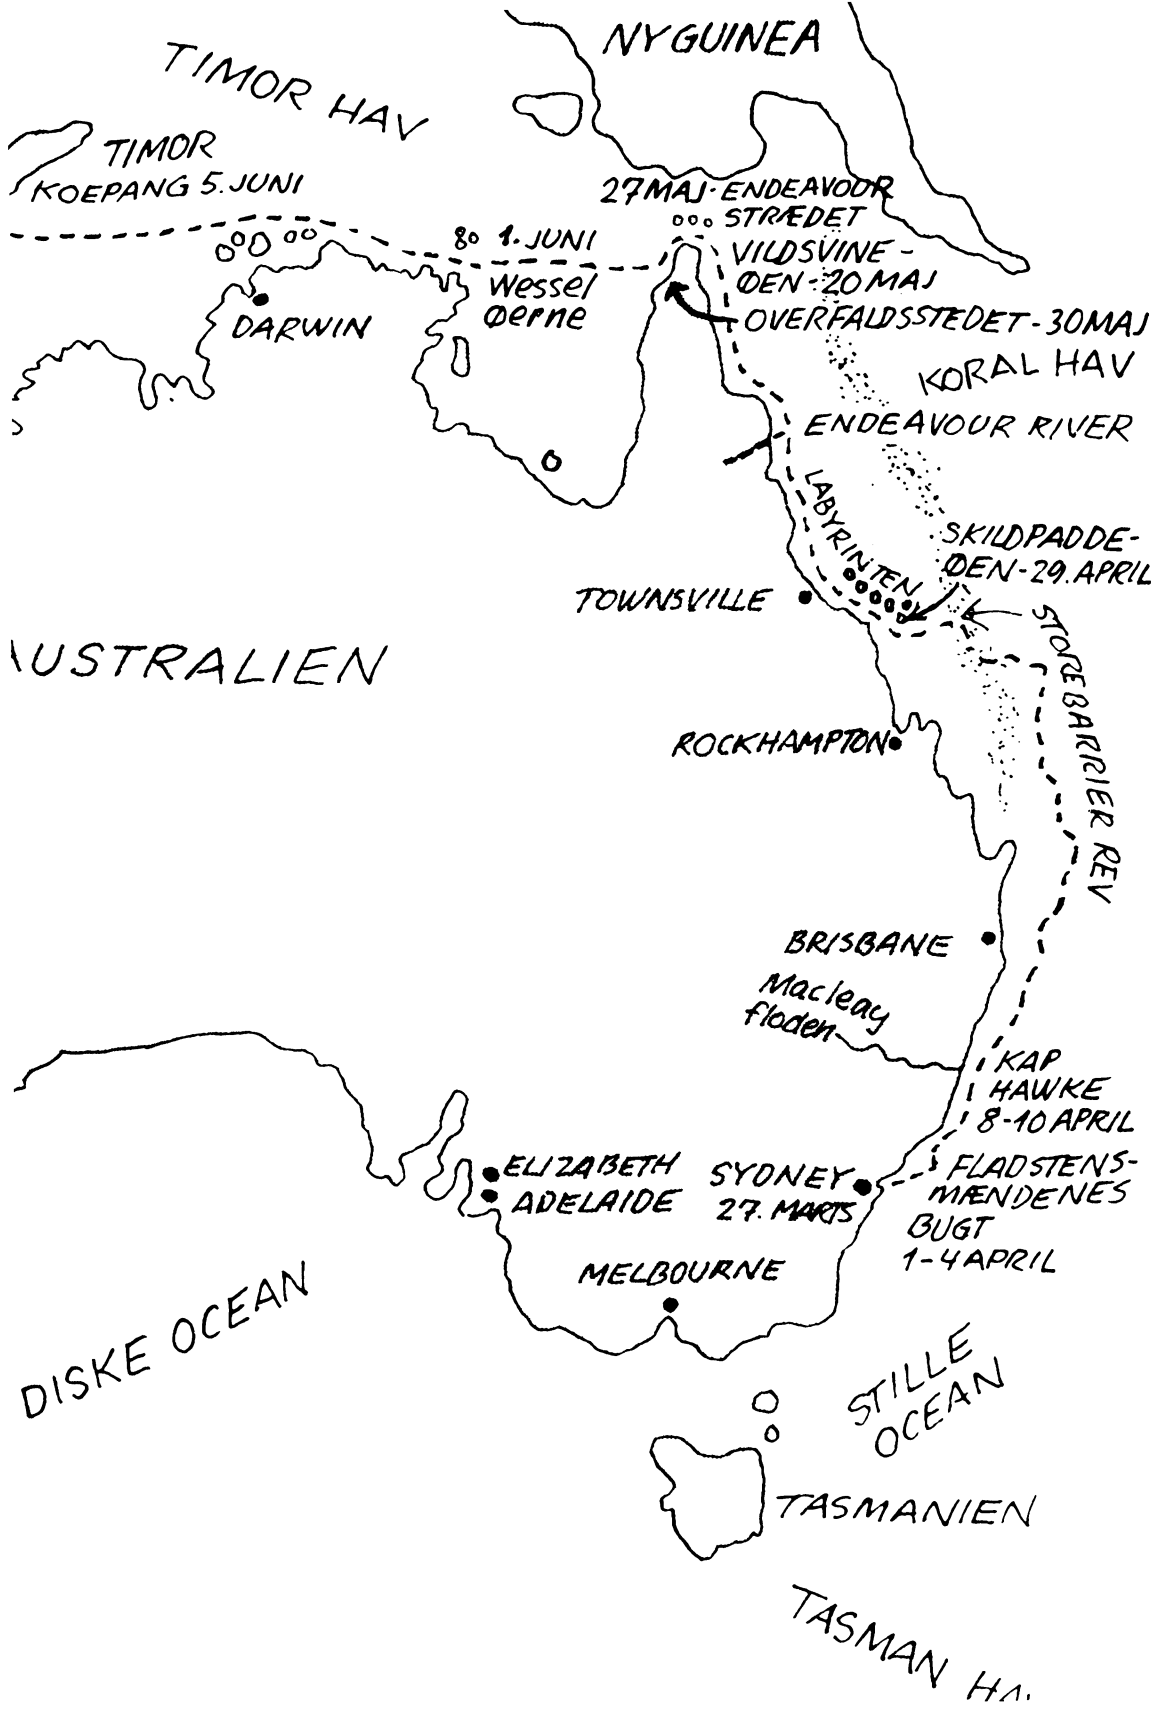 NYGUINEA
TIMOR HAV
TIMOR
KOEPANG 5. JUNI
27 MAJ - ENDEAVOUR
STRÆDET
1. JUNI
Wessel
Øerne
VILDSVINE -
ØEN - 20 MAJ
OVERFALDSSTEDET - 30 MAJ
DARWIN
KORAL HAV
ENDEAVOUR RIVER
LABYRINTEN
SKILDPADDE-
ØEN - 29. APRIL
TOWNSVILLE
STOREBARRIER REV
\USTRALIEN
ROCKHAMPTON
BRISBANE
Macleay
floden
KAP
HAWKE
8-10 APRIL
ELIZABETH
ADELAIDE
SYDNEY
27. MARTS
FLADSTENS-
MÆNDENES
BUGT
1-4 APRIL
MELBOURNE
DISKE OCEAN
STILLE
OCEAN
TASMANIEN
TASMAN